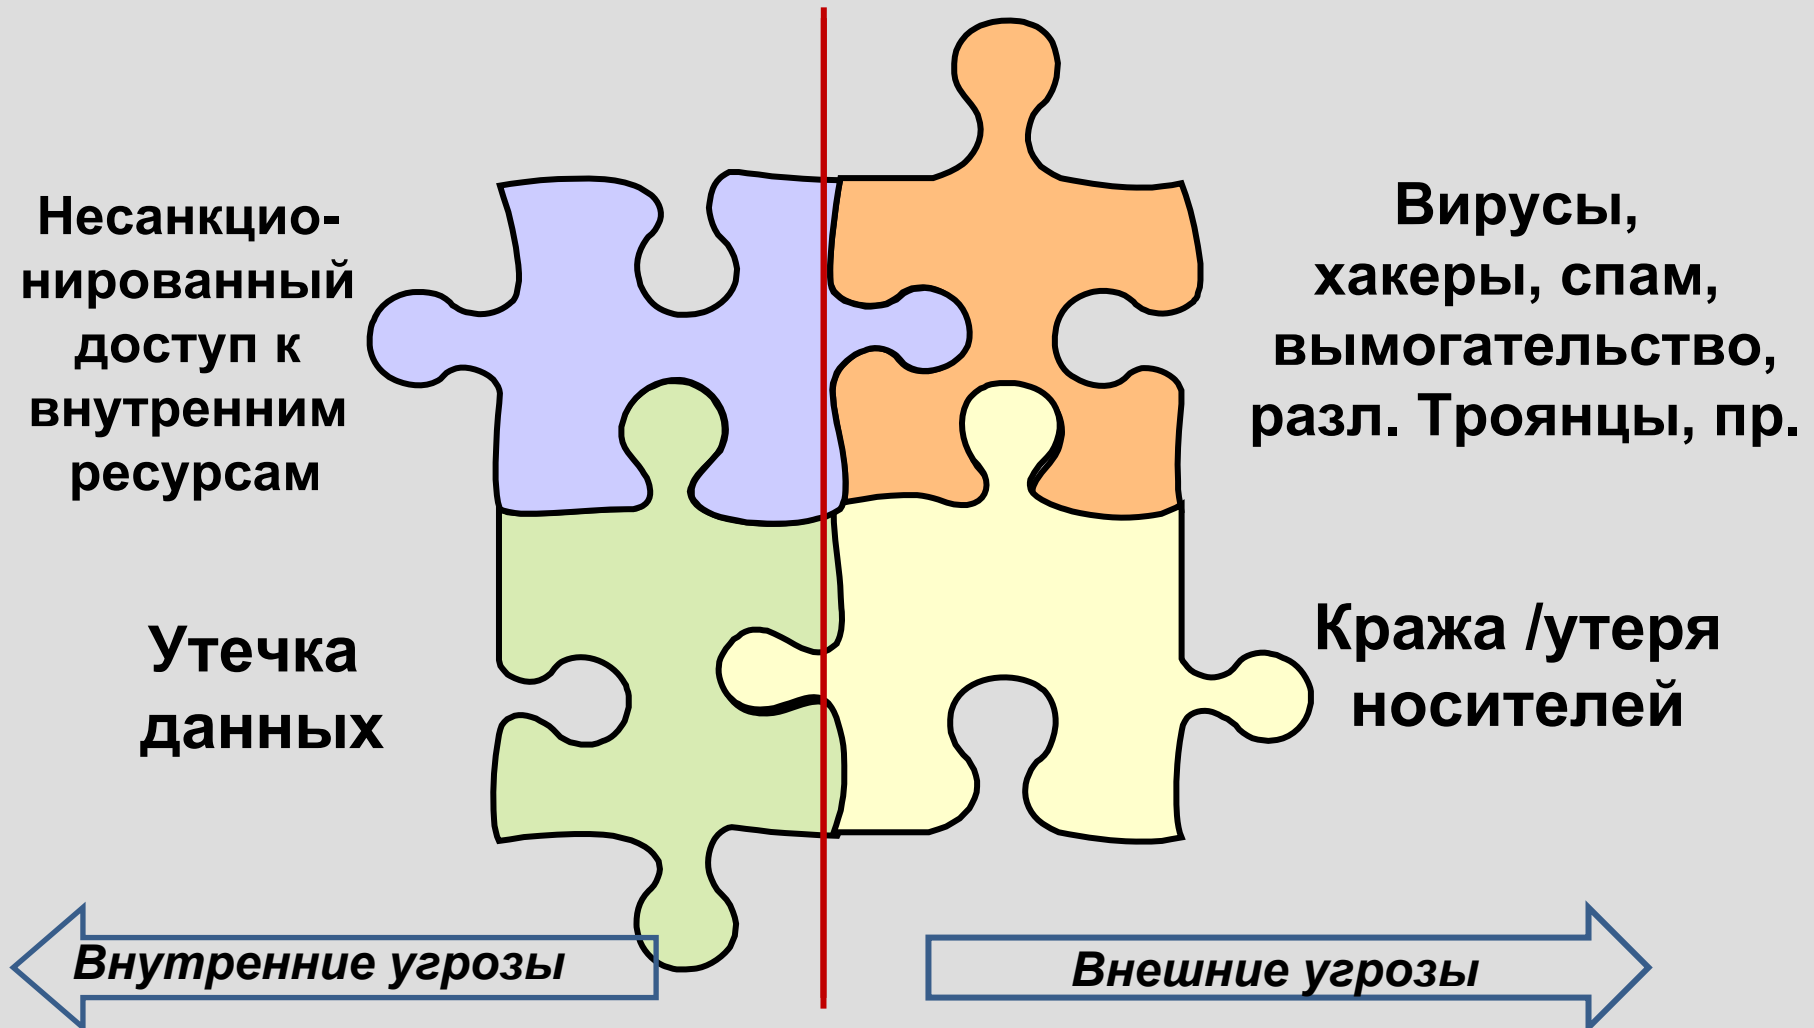 Несанкцио-
нированный
доступ к
внутренним
ресурсам
Вирусы,
хакеры, спам,
вымогательство,
разл. Троянцы, пр.
Утечка
данных
Кража /утеря
носителей
Внутренние угрозы
Внешние угрозы